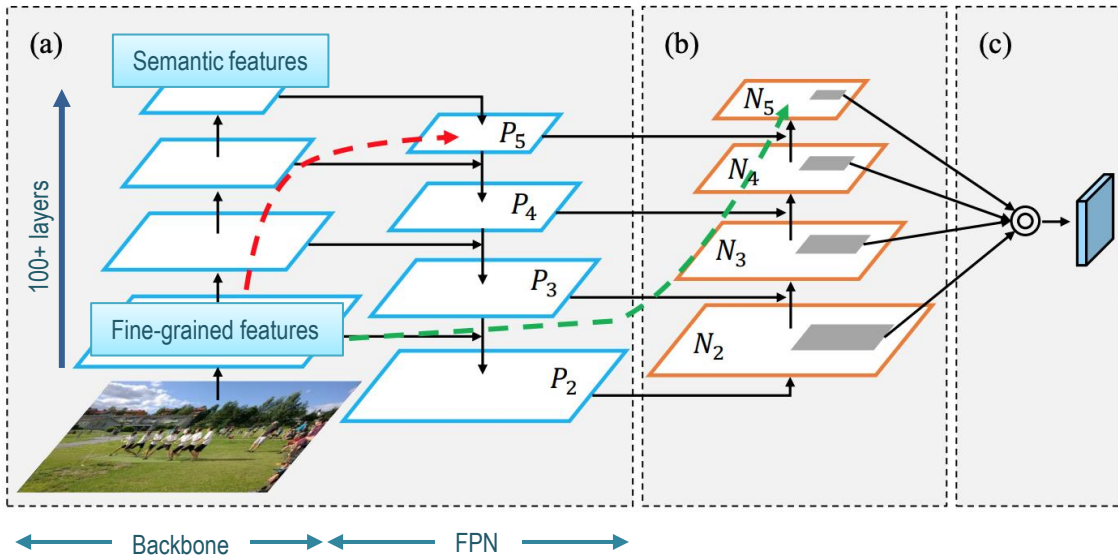 (a)
(b)
(c)
Semantic features
100+ layers
Fine-grained features
P₅
P₄
P₃
P₂
N₅
N₄
N₃
N₂
Backbone
FPN